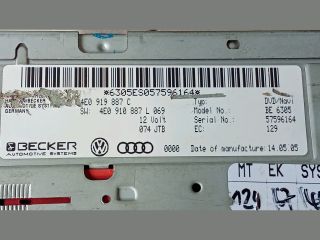 *6305ES057596164*
HARMAN/BECKER
GERMANY
4E0 919 887 C
SW: 4E0 910 887 L 069
12 Volt
074 JTB
Typ: DVD/Navi
Model No.: BE 6305
Serial No.: 57596164
EC: 129
BECKER
AUTOMOTIVE SYSTEMS
0000 Date of manufacture: 14.05.05
MT EK SYS
124